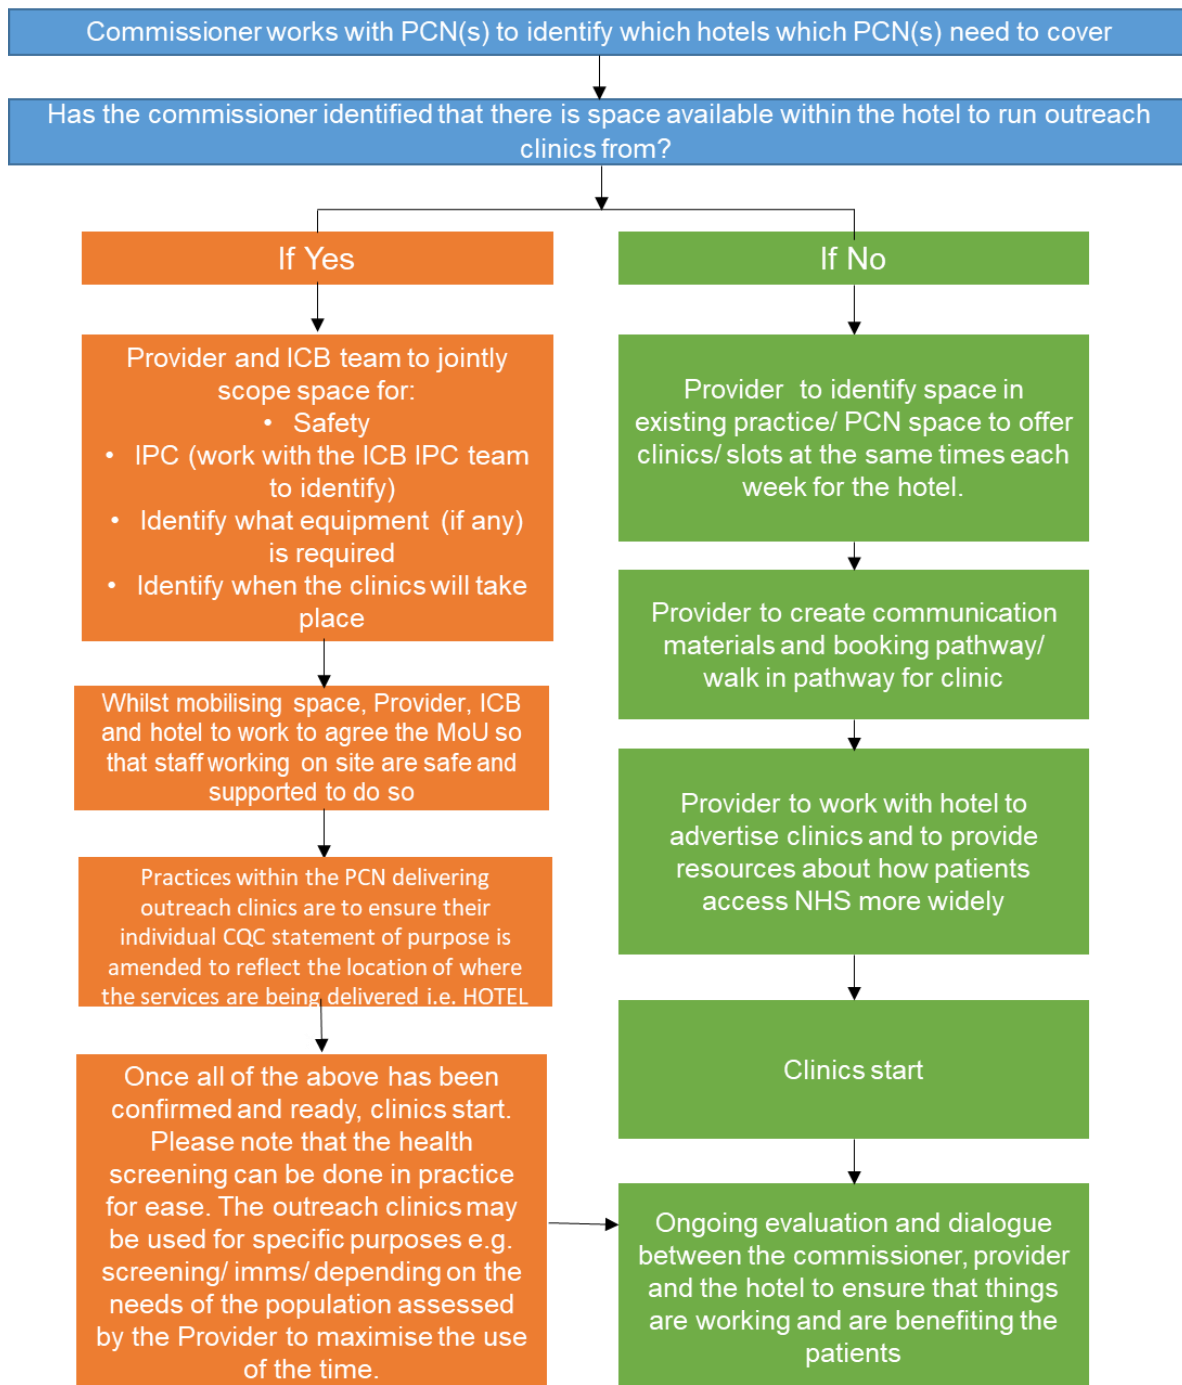 Commissioner works with PCN(s) to identify which hotels which PCN(s) need to cover
Has the commissioner identified that there is space available within the hotel to run outreach
clinics from?
If Yes
Provider and ICB team to jointly
scope space for:
• Safety
• IPC (work with the ICB IPC team
to identify)
• Identify what equipment (if any)
is required
• Identify when the clinics will take
place
Whilst mobilising space, Provider, ICB
and hotel to work to agree the MoU so
that staff working on site are safe and
supported to do so
Practices within the PCN delivering
outreach clinics are to ensure their
individual CQC statement of purpose is
amended to reflect the location of where
the services are being delivered i.e. HOTEL
Once all of the above has been
confirmed and ready, clinics start.
Please note that the health
screening can be done in practice
for ease. The outreach clinics may
be used for specific purposes e.g.
screening/ imms/ depending on the
needs of the population assessed
by the Provider to maximise the use
of the time.
If No
Provider to identify space in
existing practice/ PCN space to offer
clinics/ slots at the same times each
week for the hotel.
Provider to create communication
materials and booking pathway/
walk in pathway for clinic
Provider to work with hotel to
advertise clinics and to provide
resources about how patients
access NHS more widely
Clinics start
Ongoing evaluation and dialogue
between the commissioner, provider
and the hotel to ensure that things
are working and are benefiting the
patients